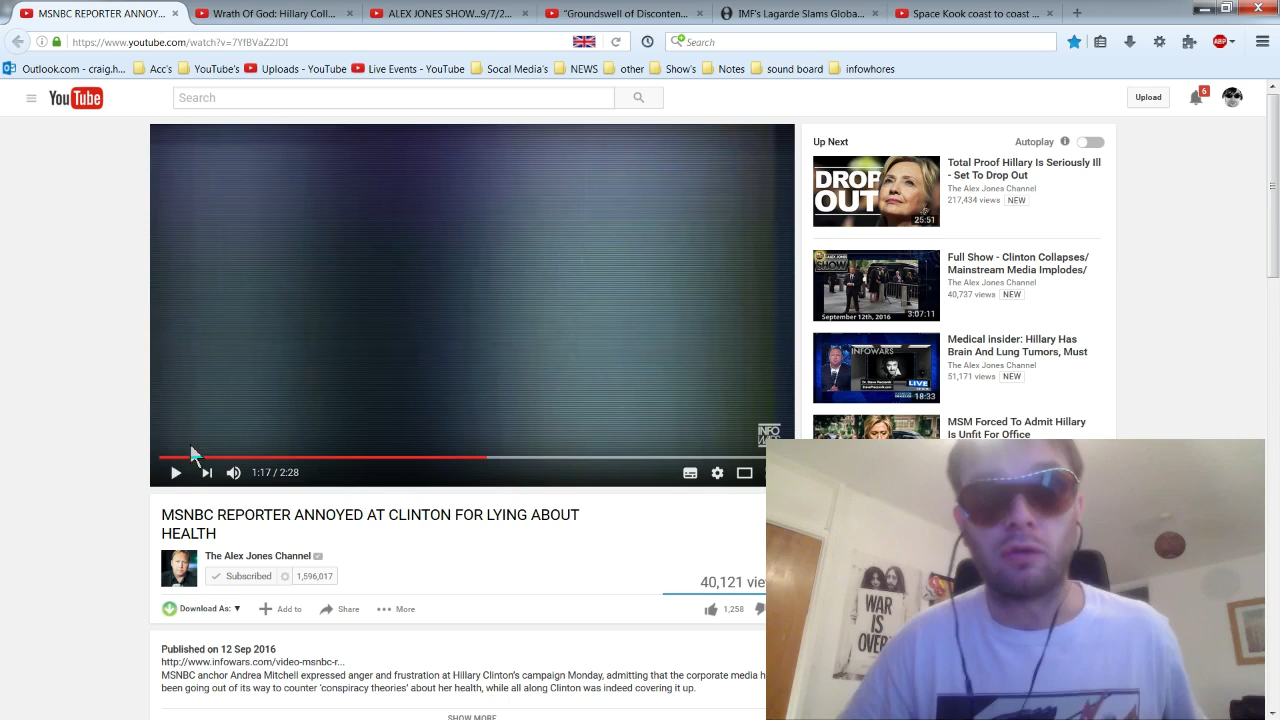 MSNBC REPORTER ANNOY...
Wrath Of God: Hillary Coll...
ALEX JONES SHOW...9/7/2...
"Groundswell of Disconten...
IMF's Lagarde Slams Globa...
Space Kook coast to coast ...
https://www.youtube.com/watch?v=7YfBVaZ2JDI
Search
ABP
Outlook.com - craig.h...
Acc's
YouTube's
Uploads - YouTube
Live Events - YouTube
Socal Media's
NEWS
other
Show's
Notes
sound board
infowhores
YouTube
Search
Upload
6
INFO
1:17 / 2:28
MSNBC REPORTER ANNOYED AT CLINTON FOR LYING ABOUT
HEALTH
The Alex Jones Channel
Subscribed
1,596,017
40,121 vie
Download As:
Add to
Share
More
1,258
Published on 12 Sep 2016
http://www.infowars.com/video-msnbc-r...
MSNBC anchor Andrea Mitchell expressed anger and frustration at Hillary Clinton's campaign Monday, admitting that the corporate media h
been going out of its way to counter 'conspiracy theories' about her health, while all along Clinton was indeed covering it up.
SHOW MORE
Up Next
Autoplay
DROP
OUT
25:51
Total Proof Hillary Is Seriously Ill
- Set To Drop Out
The Alex Jones Channel
217,434 views NEW
SHOW
September 12th, 2016
3:07:11
Full Show - Clinton Collapses/
Mainstream Media Implodes/
40,737 views NEW
INFOWARS
LIVE
18:33
Medical insider: Hillary Has
Brain And Lung Tumors, Must
The Alex Jones Channel
51,171 views NEW
MSM Forced To Admit Hillary
Is Unfit For Office
WAR
IS
OVER